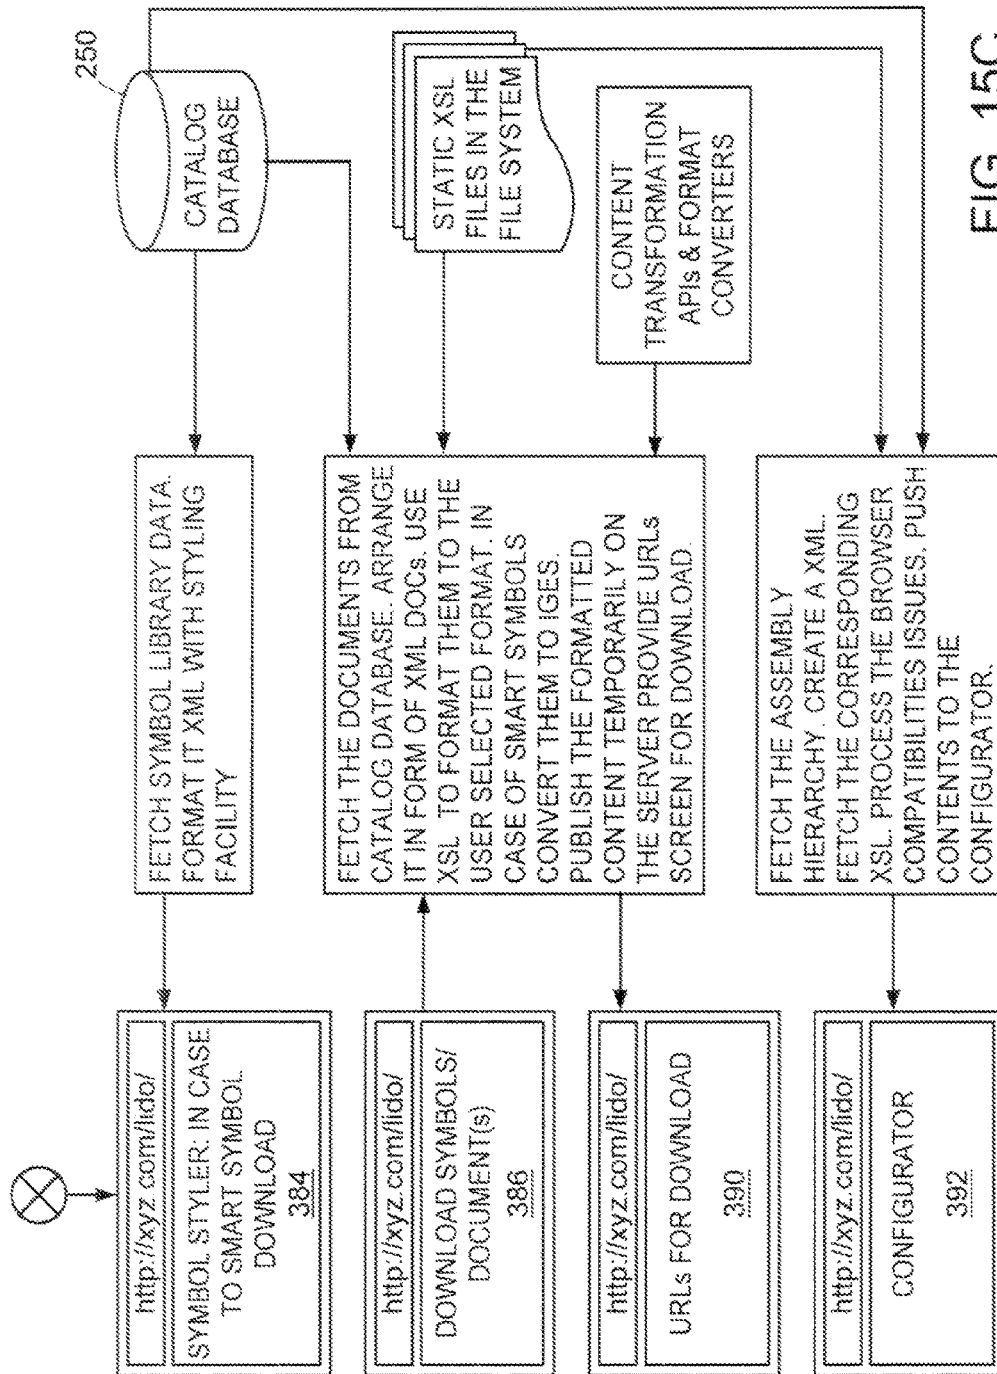 http://xyz.com/lido/
SYMBOL STYLER: IN CASE
TO SMART SYMBOL
DOWNLOAD
384
http://xyz.com/lido/
DOWNLOAD SYMBOLS/
DOCUMENT(s)
386
http://xyz.com/lido/
URLs FOR DOWNLOAD
390
http://xyz.com/lido/
CONFIGURATOR
392
FETCH SYMBOL LIBRARY DATA.
FORMAT IT XML WITH STYLING
FACILITY
FETCH THE DOCUMENTS FROM
CATALOG DATABASE. ARRANGE
IT IN FORM OF XML DOCs. USE
XSL TO FORMAT THEM TO THE
USER SELECTED FORMAT. IN
CASE OF SMART SYMBOLS
CONVERT THEM TO IGES.
PUBLISH THE FORMATTED
CONTENT TEMPORARILY ON
THE SERVER PROVIDE URLs
SCREEN FOR DOWNLOAD.
FETCH THE ASSEMBLY
HIERARCHY. CREATE A XML.
FETCH THE CORRESPONDING
XSL. PROCESS THE BROWSER
COMPATIBILITIES ISSUES. PUSH
CONTENTS TO THE
CONFIGURATOR.
250
CATALOG
DATABASE
STATIC XSL
FILES IN THE
FILE SYSTEM
CONTENT
TRANSFORMATION
APIs & FORMAT
CONVERTERS
FIG. 15C